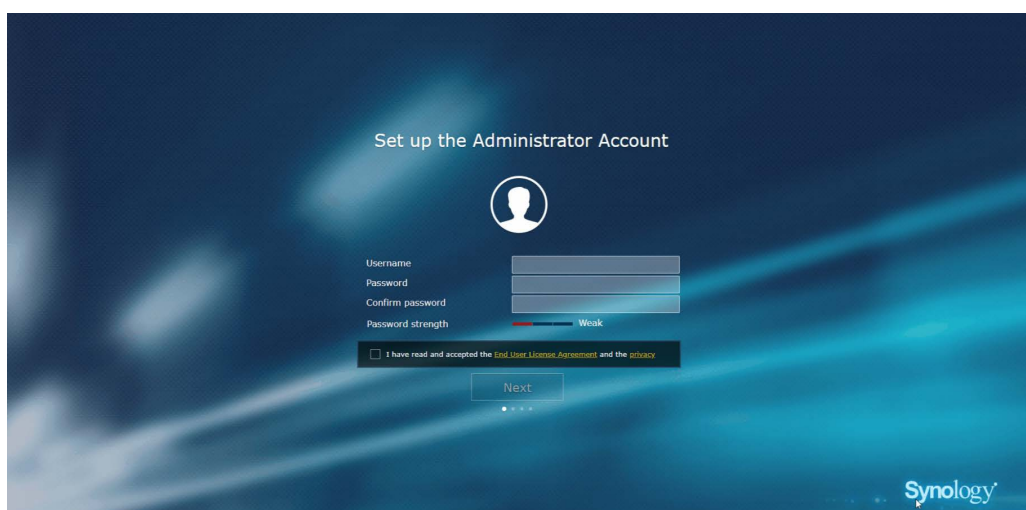 Set up the Administrator Account
Username
Password
Confirm password
Password strength Weak
I have read and accepted the End User License Agreement and the privacy
Next
Synology